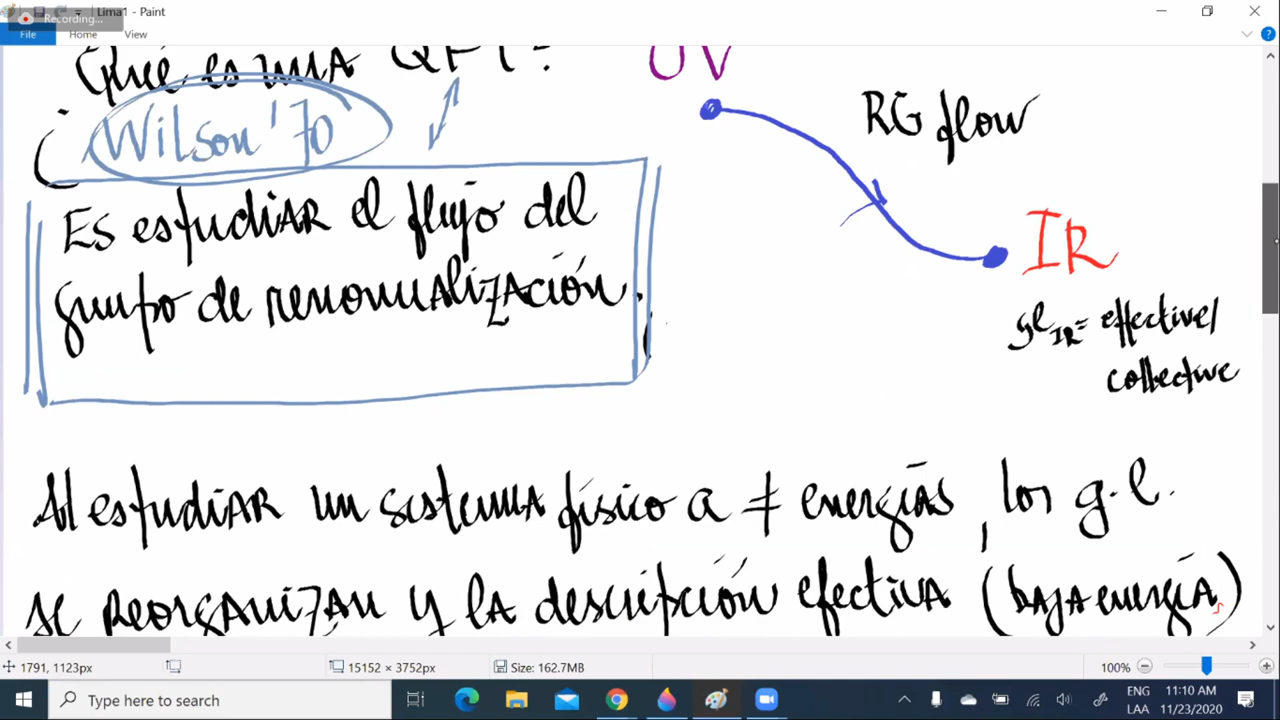 Recording...
Lima1 - Paint
File Home View
¿Qué es una QFT?
UV
Wilson '70
RG flow
Es estudiar el flujo del
grupo de renormalización.
IR
gl IR = effective/
collective
Al estudiar un sistema físico a ≠ energías, los g.l.
se reorganizan y la descripción efectiva (baja energía)
1791, 1123px
15152 × 3752px
Size: 162.7MB
100%
Type here to search
ENG
LAA
11:10 AM
11/23/2020